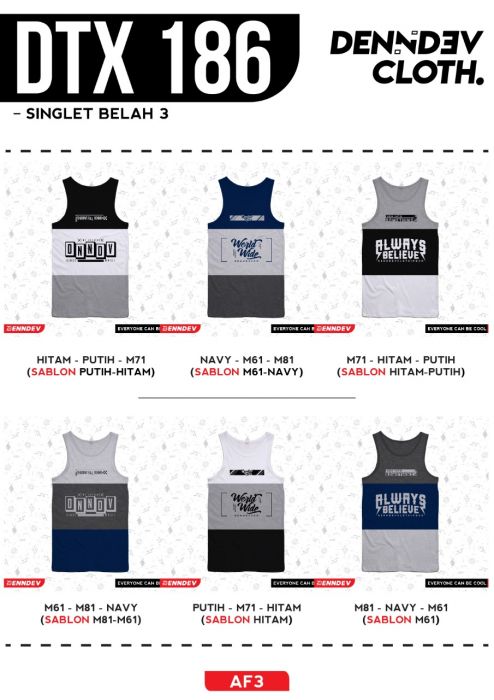 DTX 186
DENNDEV
CLOTH.
- SINGLET BELAH 3
DNNDV
World
Wide
ALWAYS
BELIEVE
DENNDEV
EVERYONE CAN BE
DENNDEV
EVERYONE CAN BE
DENNDEV
EVERYONE CAN BE COOL
HITAM - PUTIH - M71
(SABLON PUTIH-HITAM)
NAVY - M61 - M81
(SABLON M61-NAVY)
M71 - HITAM - PUTIH
(SABLON HITAM-PUTIH)
DNNDV
World
Wide
ALWAYS
BELIEVE
DENNDEV
EVERYONE CAN BE
DENNDEV
EVERYONE CAN BE
DENNDEV
EVERYONE CAN BE COOL
M61 - M81 - NAVY
(SABLON M81-M61)
PUTIH - M71 - HITAM
(SABLON HITAM)
M81 - NAVY - M61
(SABLON M61)
AF3